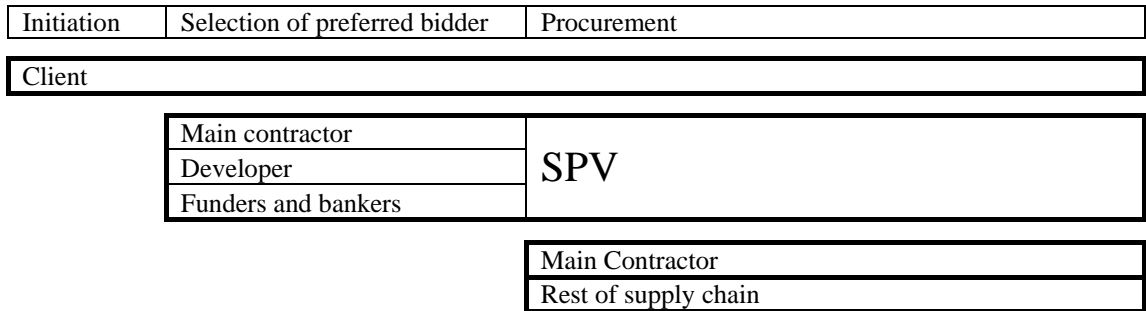 Initiation Selection of preferred bidder Procurement
Client
Main contractor
Developer
Funders and bankers
SPV
Main Contractor
Rest of supply chain